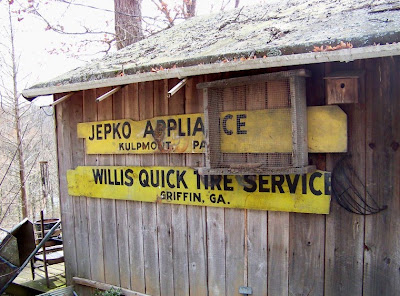 JEPKO APPLIANCE
KULPMONT, PA.
WILLIS QUICK TIRE SERVICE
GRIFFIN, GA.